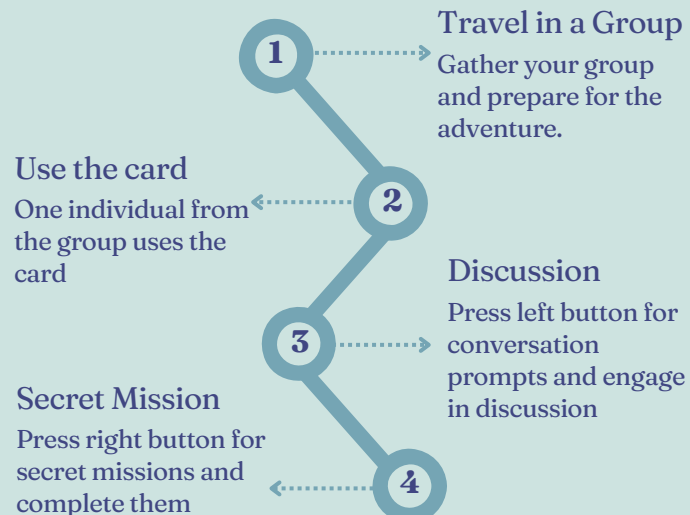 1
Travel in a Group
Gather your group
and prepare for the
adventure.
2
Use the card
One individual from
the group uses the
card
3
Discussion
Press left button for
conversation
prompts and engage
in discussion
4
Secret Mission
Press right button for
secret missions and
complete them